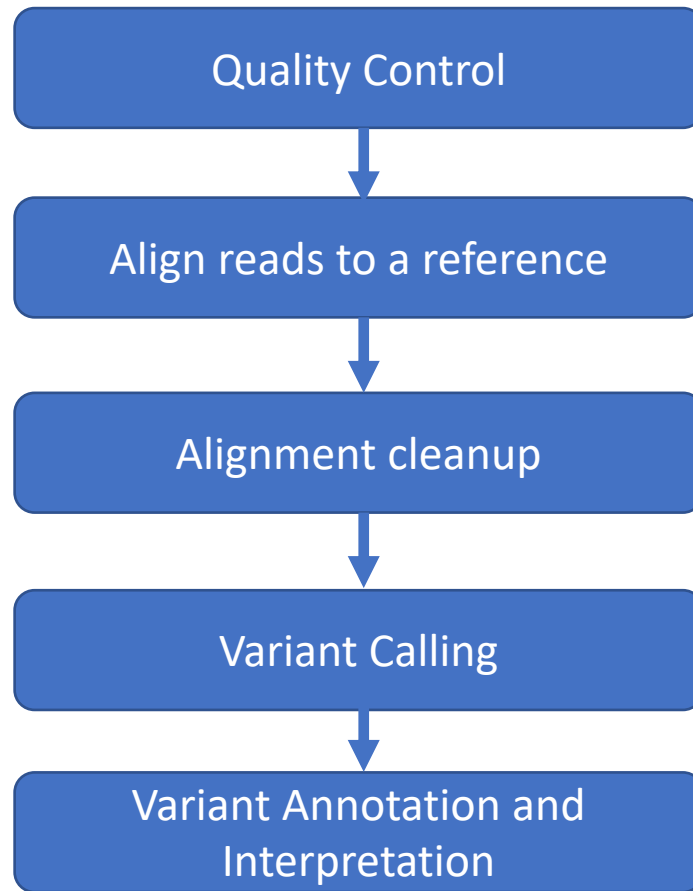 Quality Control
Align reads to a reference
Alignment cleanup
Variant Calling
Variant Annotation and
Interpretation